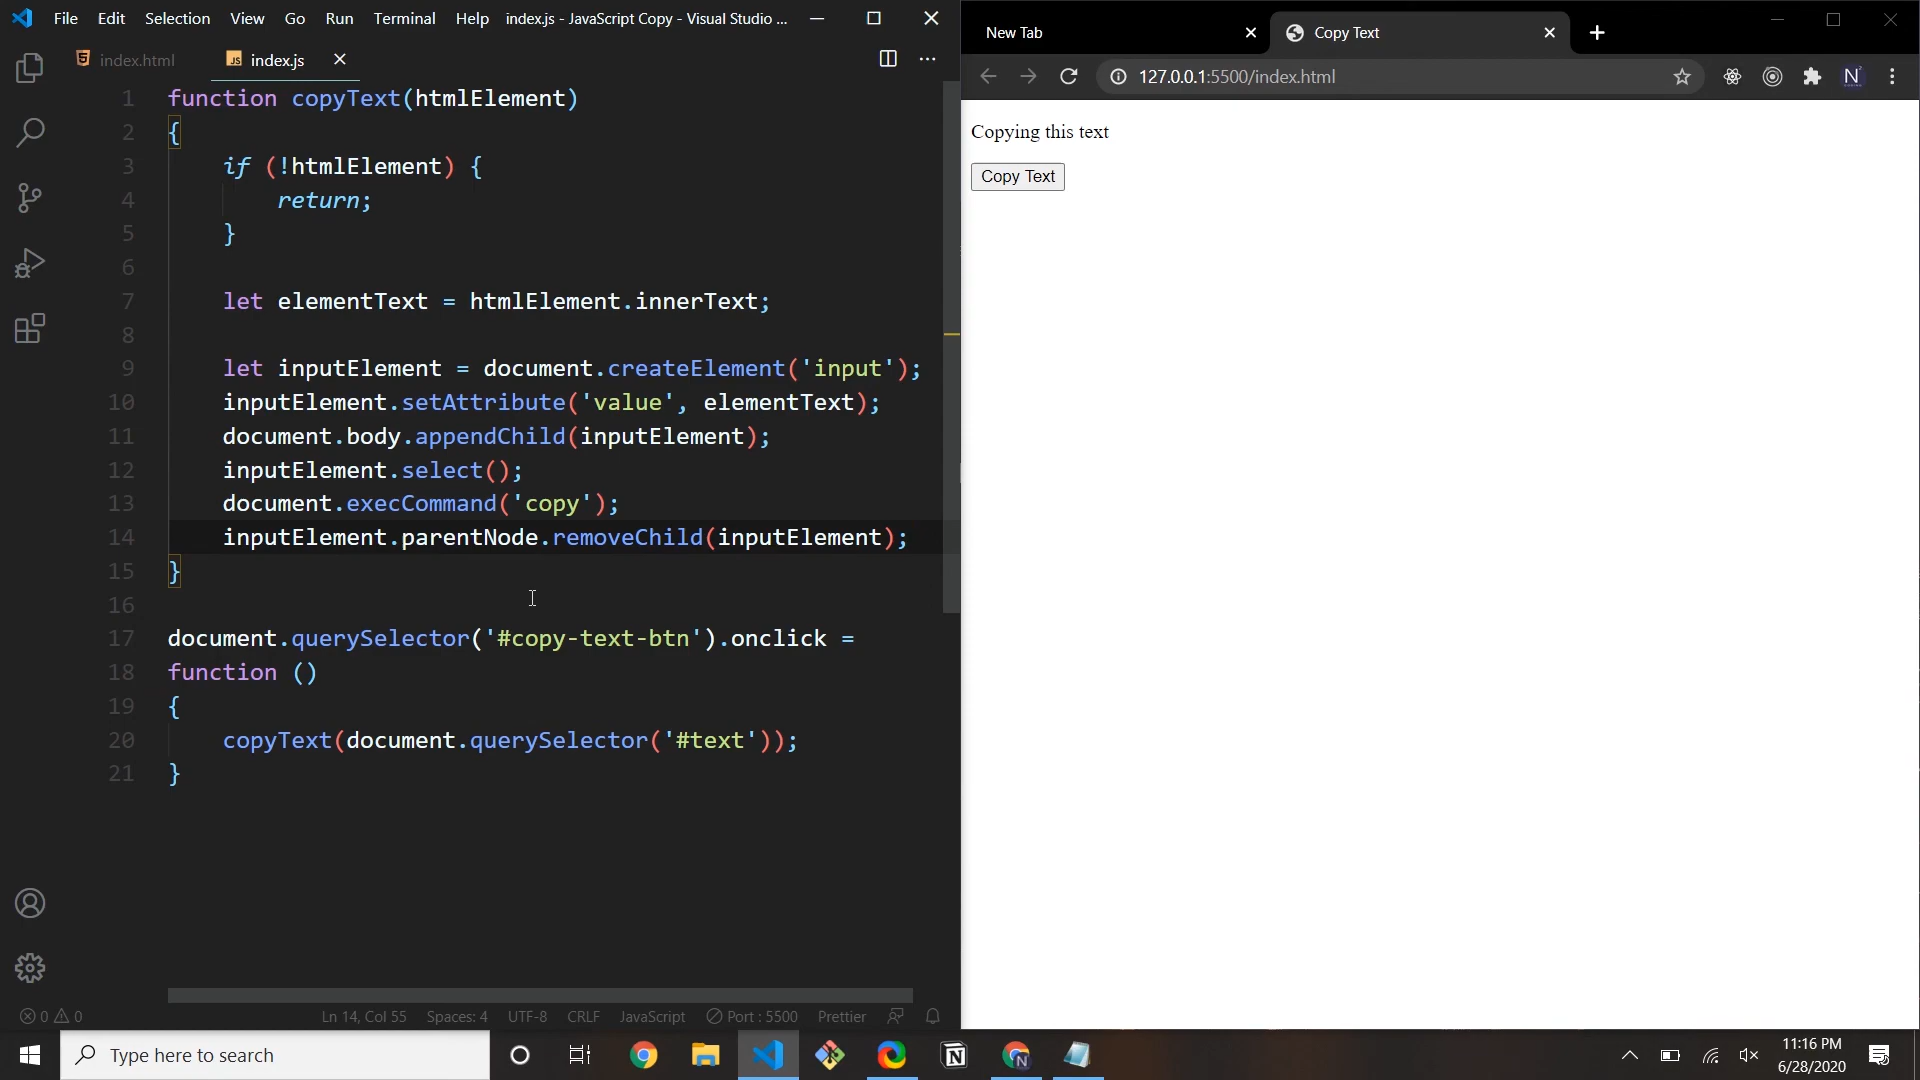 File Edit Selection View Go Run Terminal Help index.js - JavaScript Copy - Visual Studio ...
index.html
JS index.js
1 function copyText(htmlElement)
2 {
3 if (!htmlElement) {
4 return;
5 }
6
7 let elementText = htmlElement.innerText;
8
9 let inputElement = document.createElement('input');
10 inputElement.setAttribute('value', elementText);
11 document.body.appendChild(inputElement);
12 inputElement.select();
13 document.execCommand('copy');
14 inputElement.parentNode.removeChild(inputElement);
15 }
16
17 document.querySelector('#copy-text-btn').onclick =
18 function ()
19 {
20 copyText(document.querySelector('#text'));
21 }
0 0 Ln 14, Col 55 Spaces: 4 UTF-8 CRLF JavaScript Port : 5500 Prettier
New Tab
Copy Text
127.0.0.1:5500/index.html
N
Copying this text
Copy Text
Type here to search
N
N
11:16 PM
6/28/2020